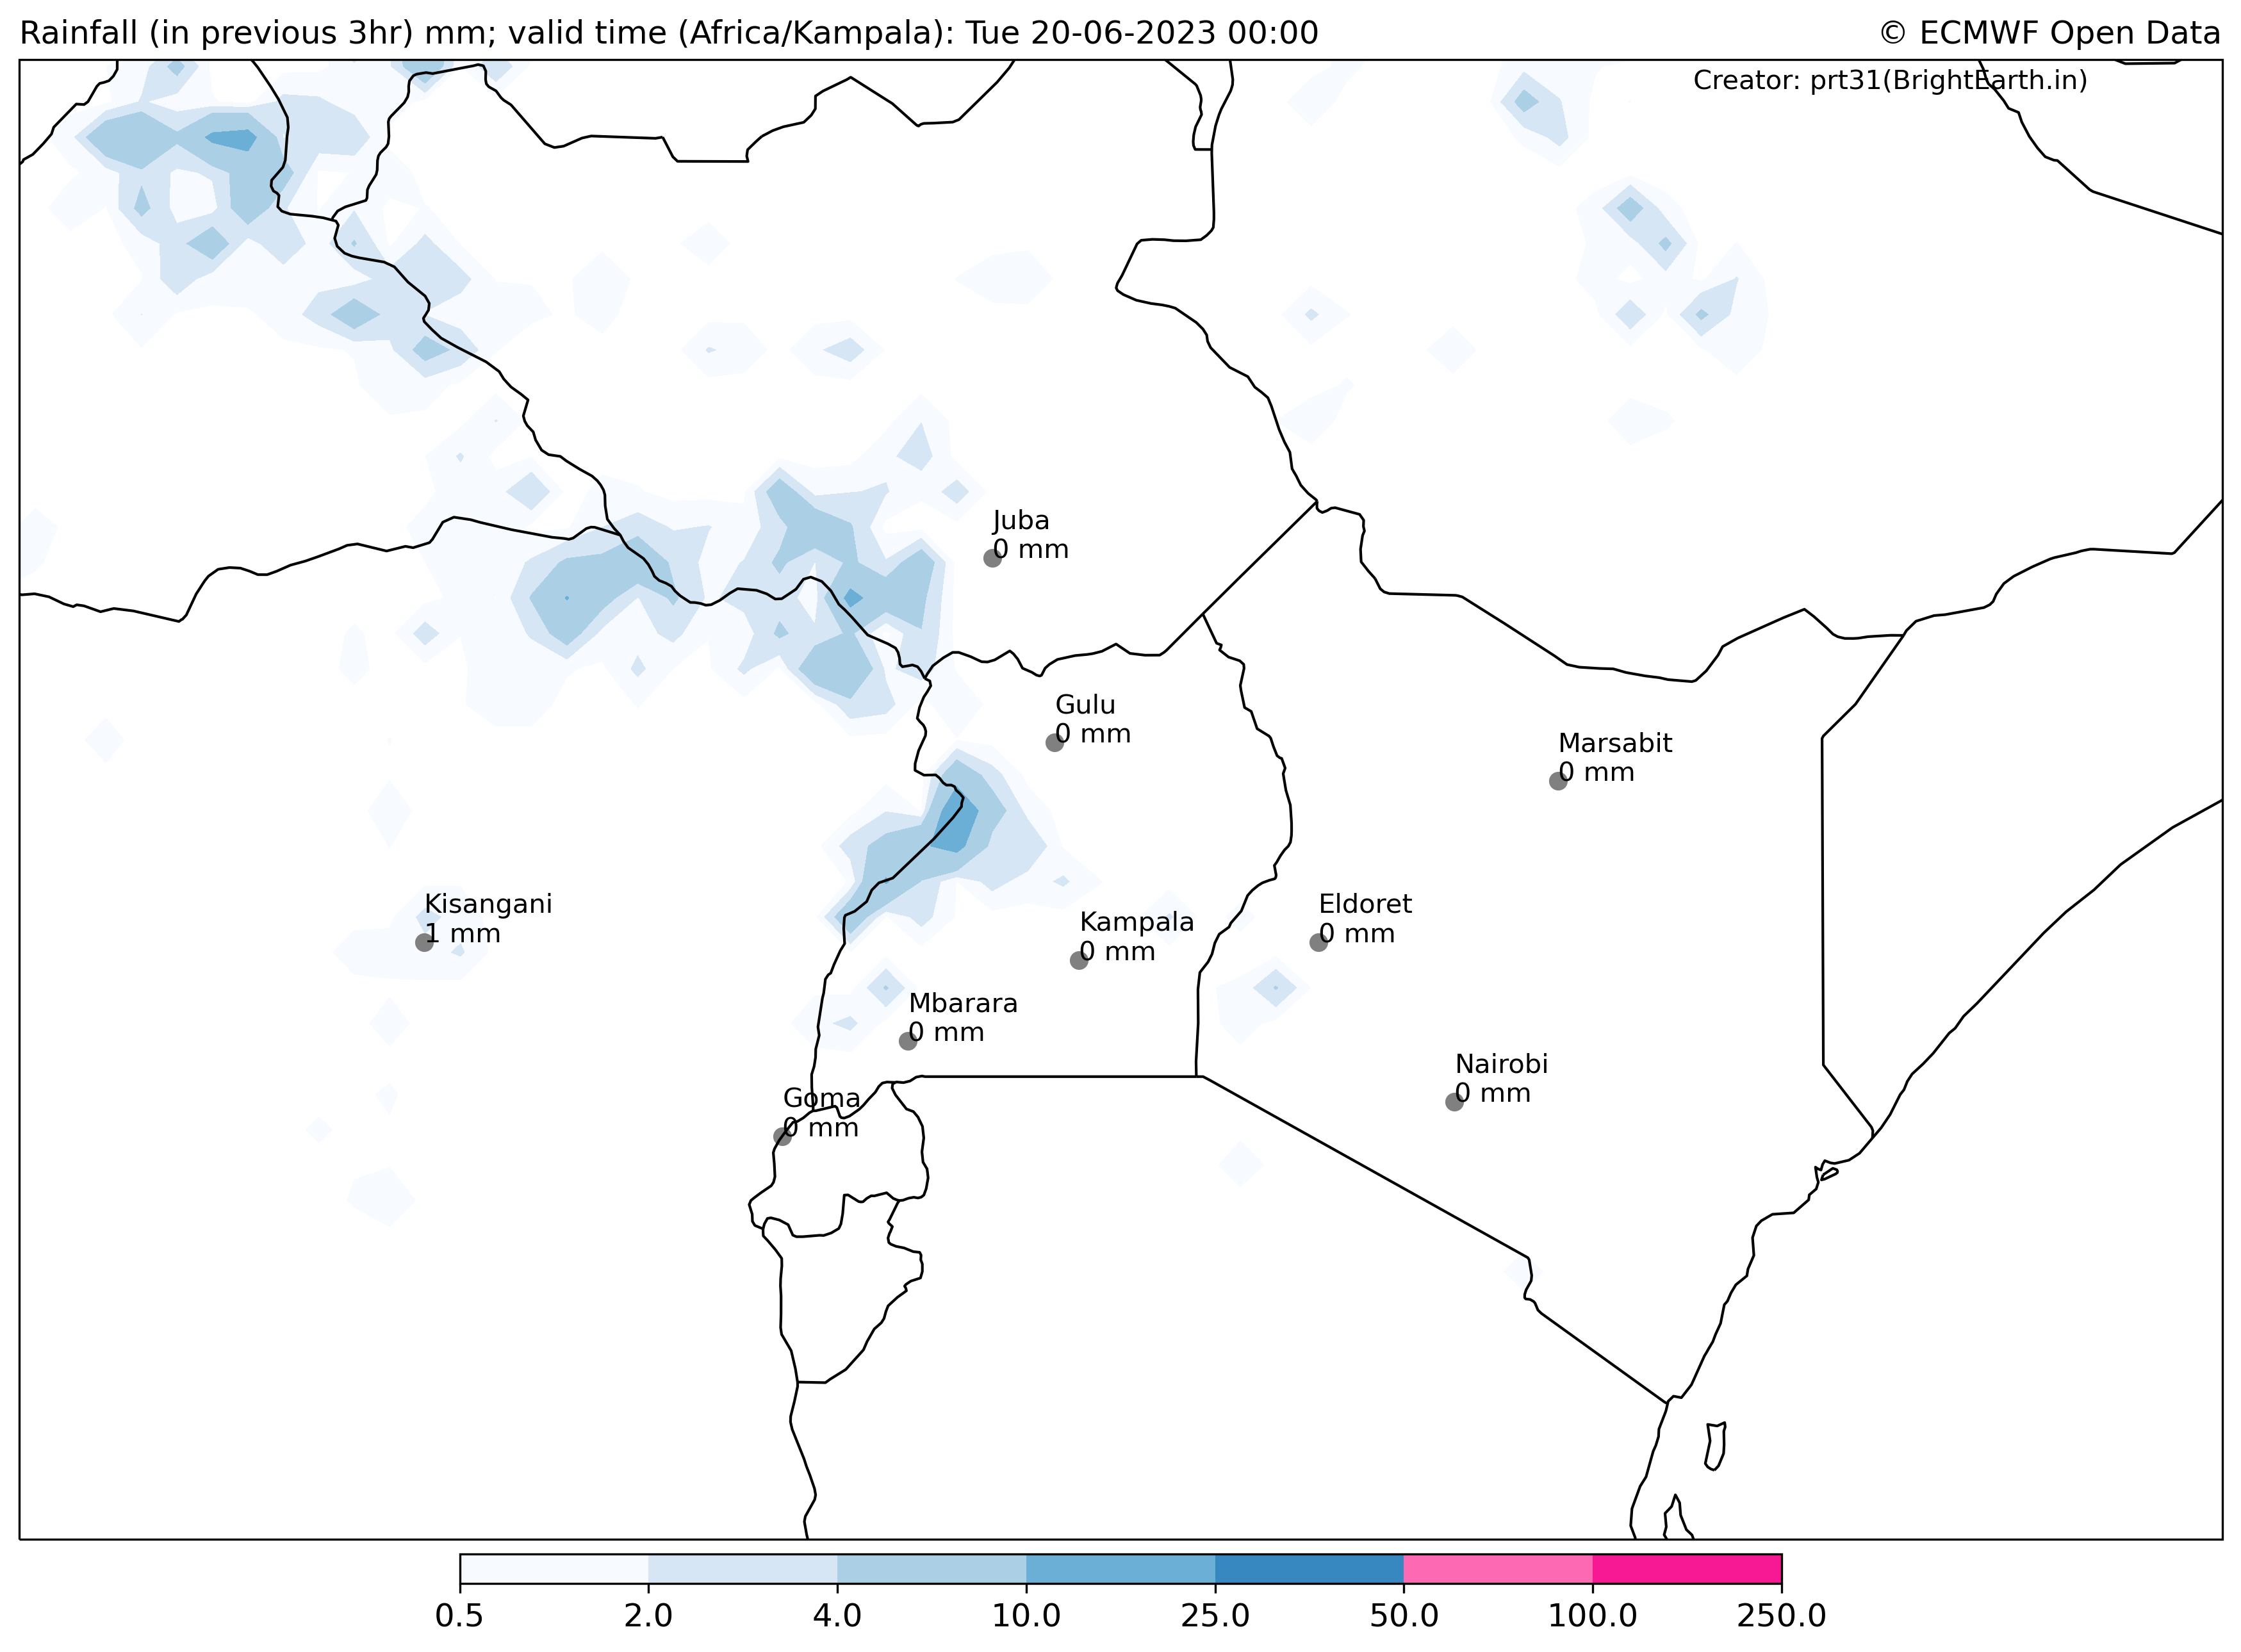 Rainfall (in previous 3hr) mm; valid time (Africa/Kampala): Tue 20-06-2023 00:00
© ECMWF Open Data
Creator: prt31(BrightEarth.in)
Juba
0 mm
Gulu
0 mm
Marsabit
0 mm
Kisangani
1 mm
Kampala
0 mm
Eldoret
0 mm
Mbarara
0 mm
Nairobi
0 mm
Goma
0 mm
0.5 2.0 4.0 10.0 25.0 50.0 100.0 250.0